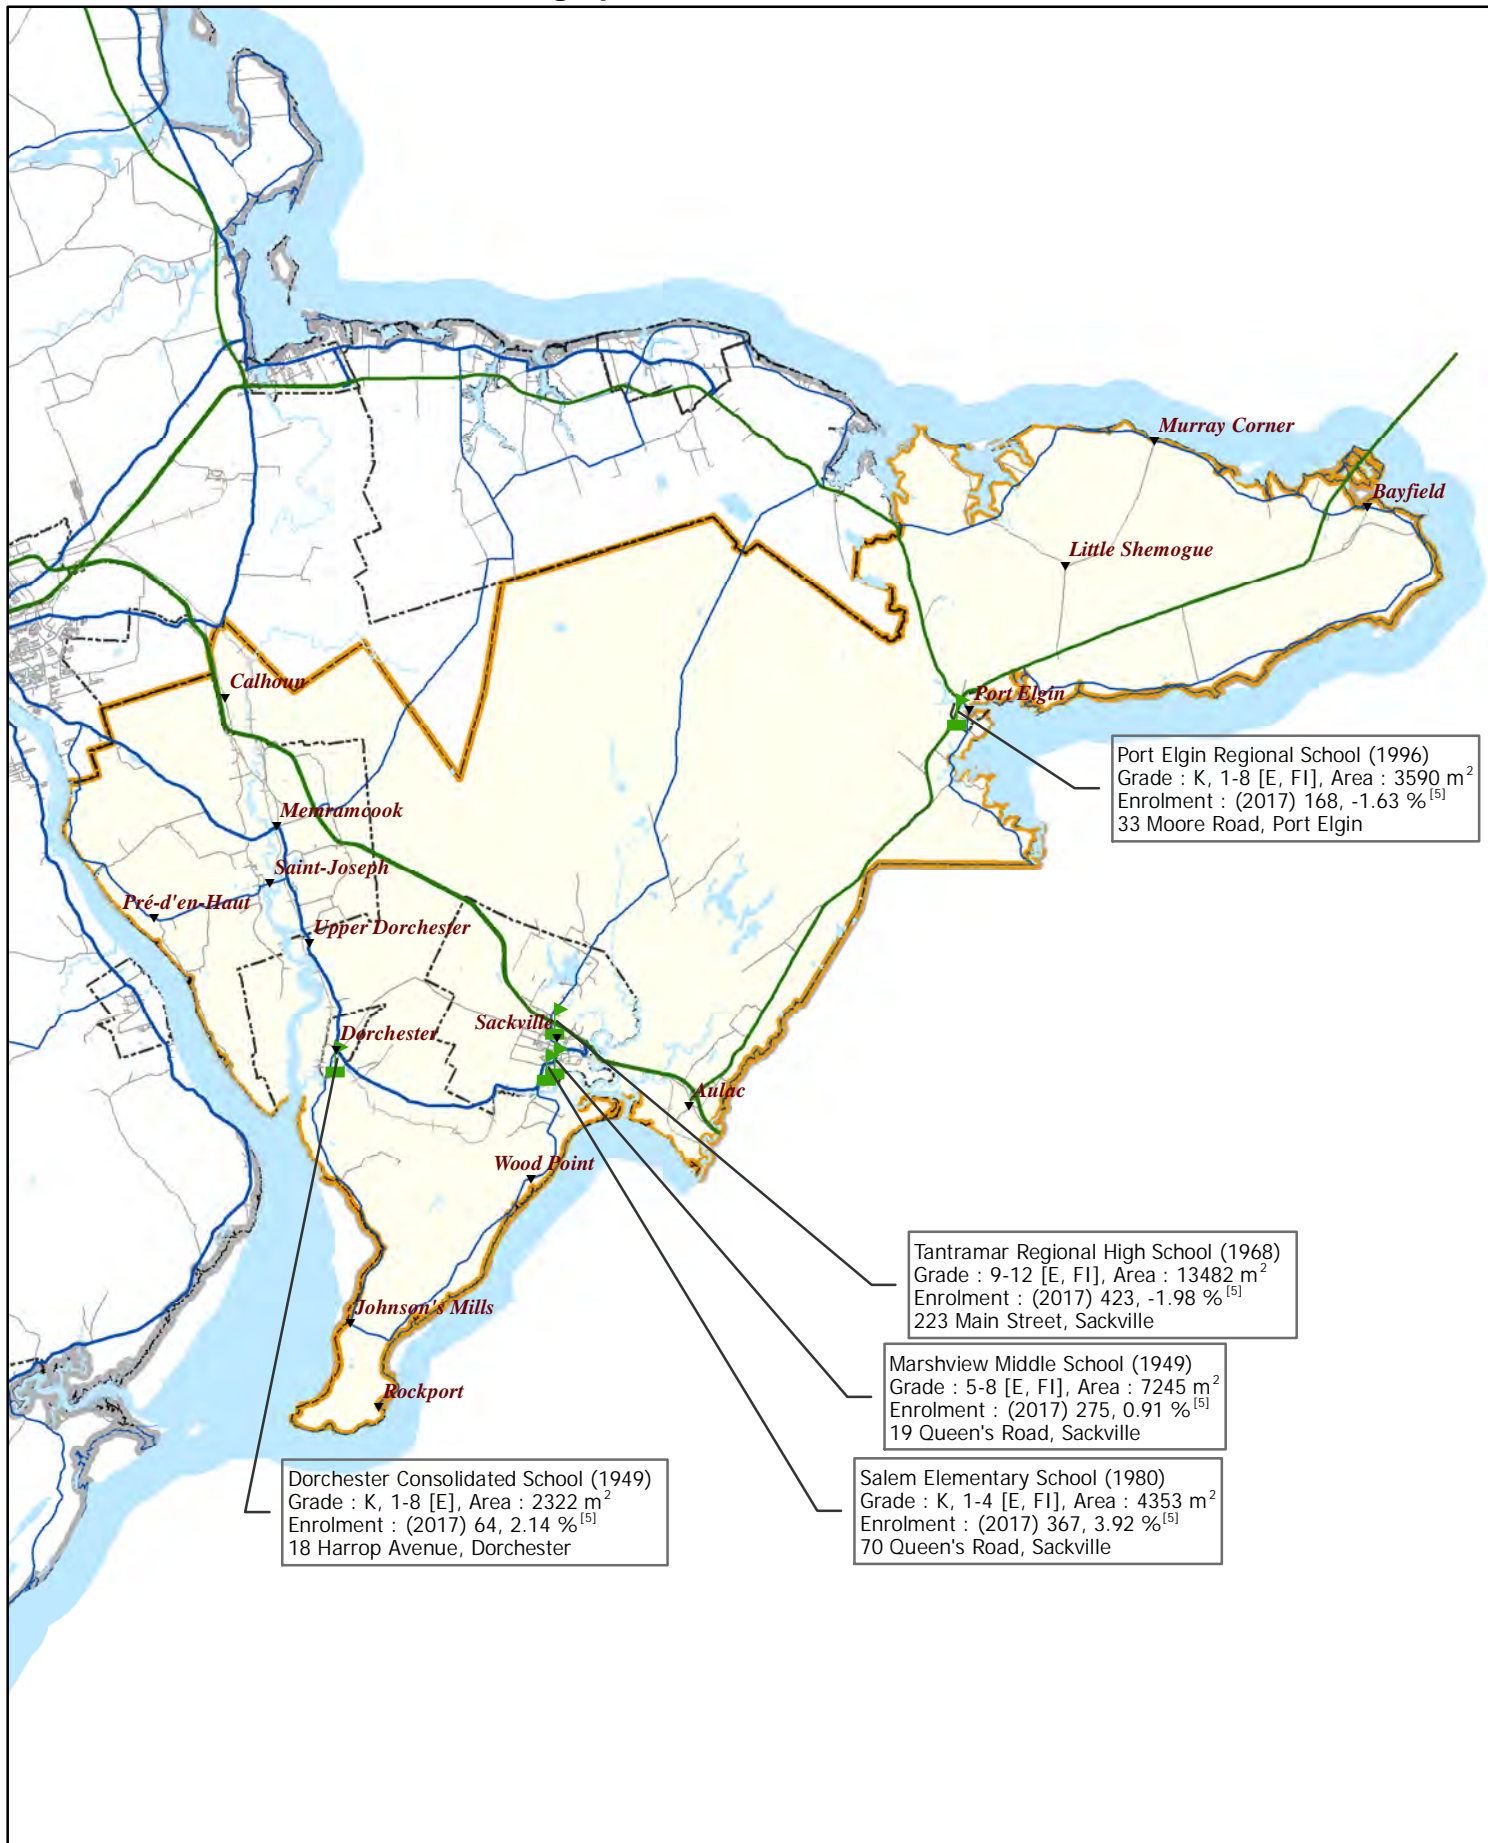 Murray Corner
Bayfield
Little Shemogue
Calhoun
Port Elgin
Port Elgin Regional School (1996)
Grade : K, 1-8 [E, FI], Area : 3590 m²
Enrolment : (2017) 168, -1.63 % [5]
33 Moore Road, Port Elgin
Memramcook
Saint-Joseph
Pré-d'en-Haut
Upper Dorchester
Sackville
Dorchester
Aulac
Wood Point
Tantramar Regional High School (1968)
Grade : 9-12 [E, FI], Area : 13482 m²
Enrolment : (2017) 423, -1.98 % [5]
223 Main Street, Sackville
Johnson's Mills
Marshview Middle School (1949)
Grade : 5-8 [E, FI], Area : 7245 m²
Enrolment : (2017) 275, 0.91 % [5]
19 Queen's Road, Sackville
Rockport
Dorchester Consolidated School (1949)
Grade : K, 1-8 [E], Area : 2322 m²
Enrolment : (2017) 64, 2.14 % [5]
18 Harrop Avenue, Dorchester
Salem Elementary School (1980)
Grade : K, 1-4 [E, FI], Area : 4353 m²
Enrolment : (2017) 367, 3.92 % [5]
70 Queen's Road, Sackville